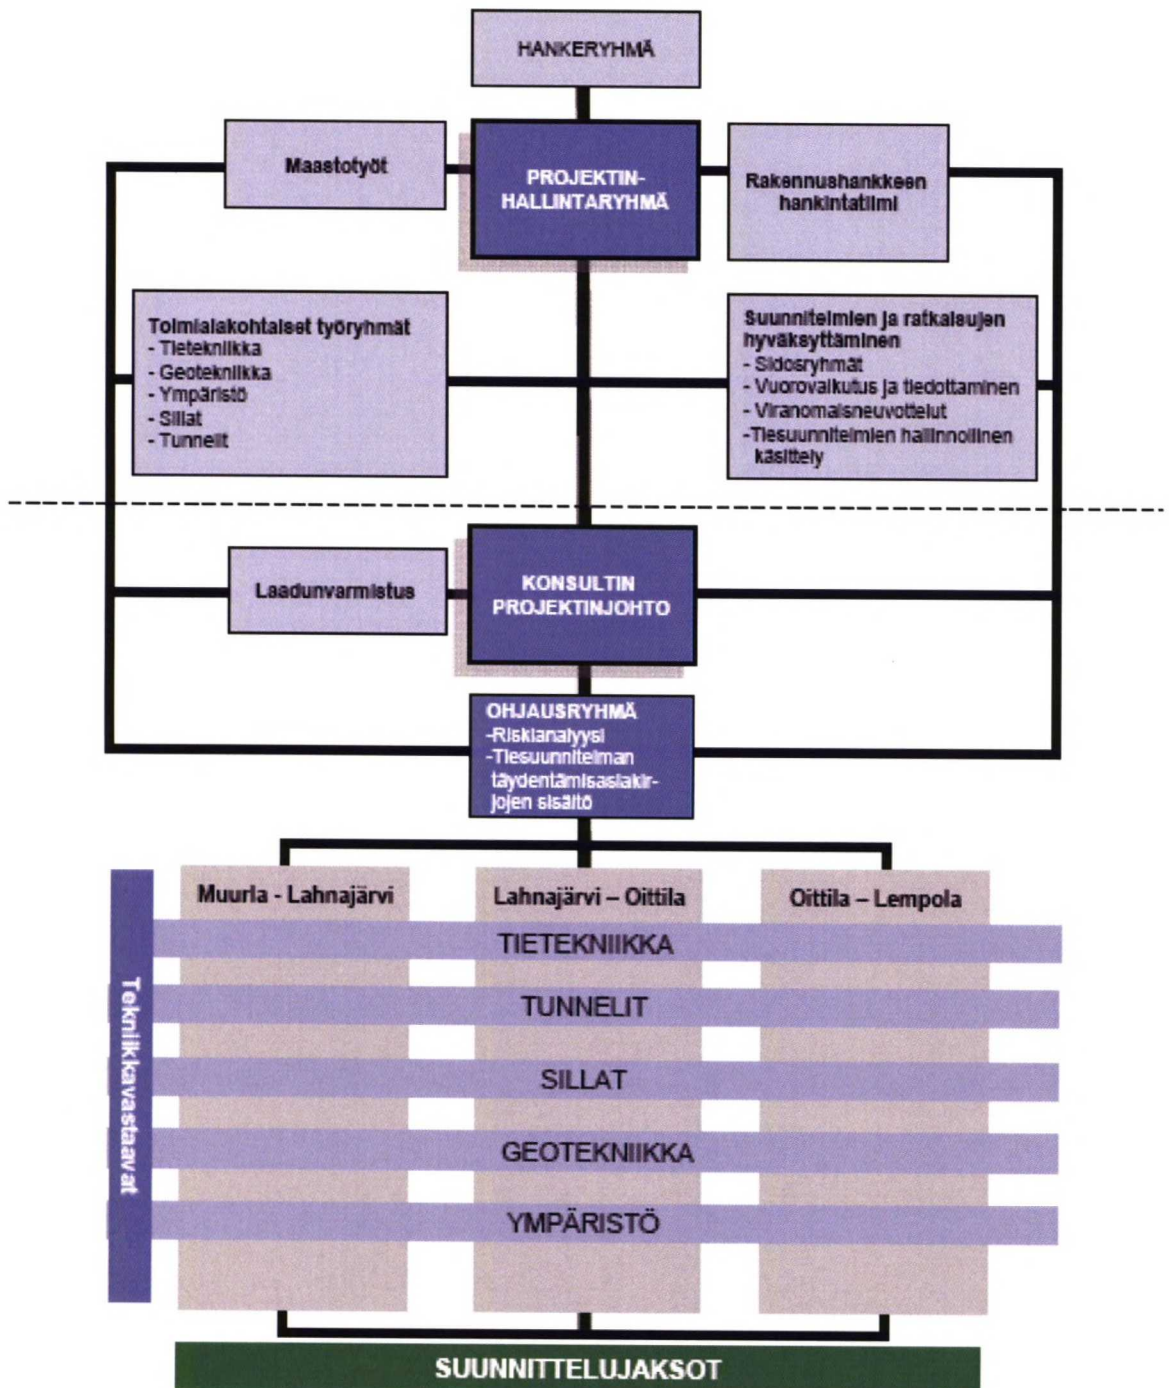 HANKERYHMÄ
Maastotyöt
PROJEKTIN-
HALLINTARYHMÄ
Rakennushankkeen
hankintatiimi
Toimialakohtaiset työryhmät
- Tietekniikka
- Geotekniikka
- Ympäristö
- Sillat
- Tunnelit
Suunnitelmien ja ratkaisujen
hyväksyttäminen
- Sidosryhmät
- Vuorovaikutus ja tiedottaminen
- Viranomaisneuvottelut
-Tiesuunnitelmien hallinnollinen
käsittely
Laadunvarmistus
KONSULTIN
PROJEKTINJOHTO
OHJAUSRYHMÄ
-Riskianalyysi
-Tiesuunnitelman
täydentämisasiakir-
jojen sisältö
Muurla - Lahnajärvi
Lahnajärvi – Oittila
Oittila – Lempola
Tekniikkavastaavat
TIETEKNIIKKA
TUNNELIT
SILLAT
GEOTEKNIIKKA
YMPÄRISTÖ
SUUNNITTELUJAKSOT